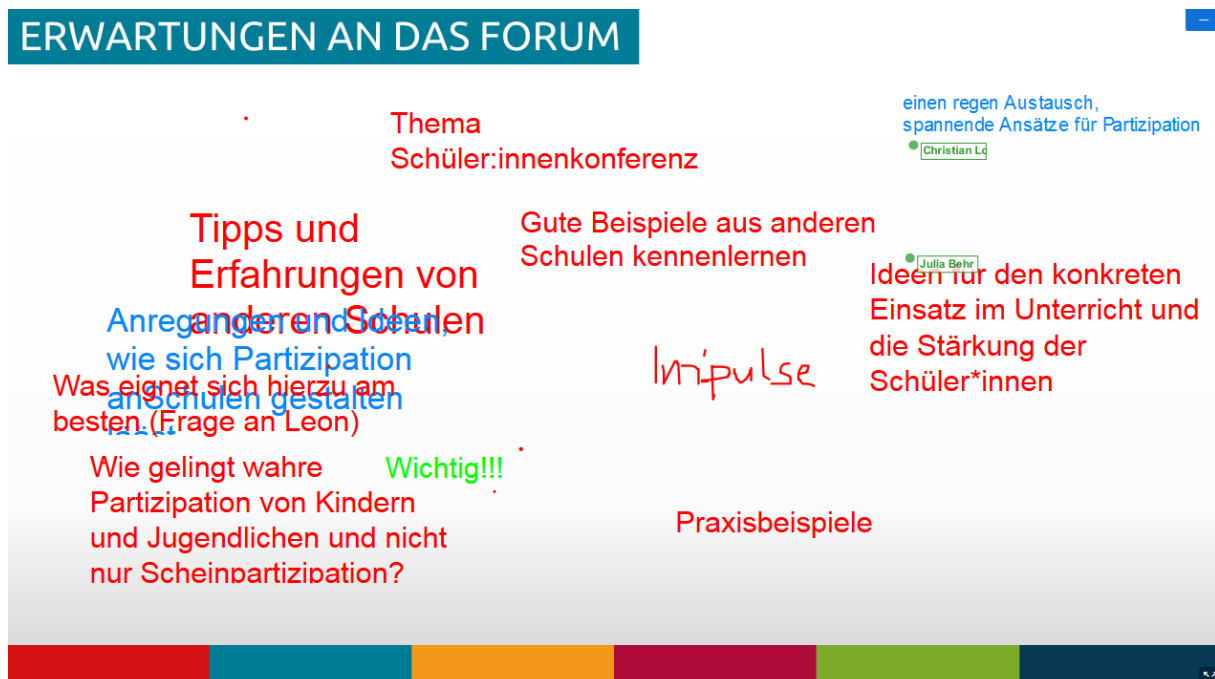 ERWARTUNGEN AN DAS FORUM
einen regen Austausch,
spannende Ansätze für Partizipation
Christian Lo
Thema
Schüler:innenkonferenz
Tipps und
Erfahrungen von
anderen Schulen
Gute Beispiele aus anderen
Schulen kennenlernen
Julia Behr
Ideen für den konkreten
Einsatz im Unterricht und
die Stärkung der
Schüler*innen
Anregungen und Ideen,
wie sich Partizipation
anSchulen gestalten
Impulse
Was eignet sich hierzu am
besten (Frage an Leon)
Wie gelingt wahre
Partizipation von Kindern
und Jugendlichen und nicht
nur Scheinpartizipation?
Wichtig!!!
Praxisbeispiele